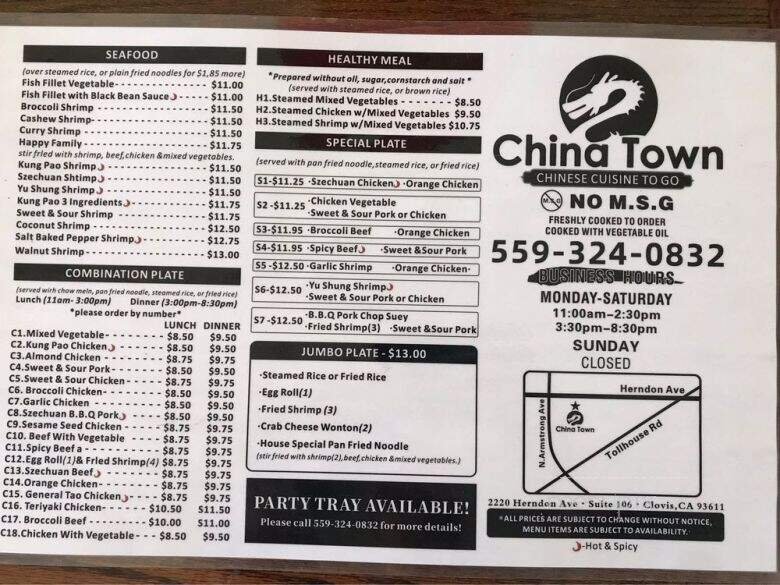 SEAFOOD
(over steamed rice, or plain fried noodles for $1,85 more)
Fish Fillet Vegetable - - - - - - - - - - - - $11.00
Fish Fillet with Black Bean Sauce - - - - $11.00
Broccoli Shrimp - - - - - - - - - - - - - - - $11.50
Cashew Shrimp - - - - - - - - - - - - - - - $11.50
Curry Shrimp - - - - - - - - - - - - - - - - $11.50
Happy Family - - - - - - - - - - - - - - - - $11.75
stir fried with shrimp, beef,chicken &mixed vegetables.
Kung Pao Shrimp - - - - - - - - - - - - - - $11.50
Szechuan Shtimp - - - - - - - - - - - - - - $11.50
Yu Shung Shrimp - - - - - - - - - - - - - - $11.50
Kung Pao 3 Ingredients - - - - - - - - - - $11.75
Sweet & Sour Shrimp - - - - - - - - - - - $11.75
Coconut Shrimp - - - - - - - - - - - - - - $12.50
Salt Baked Pepper Shrimp - - - - - - - - $12.75
Walnut Shrimp - - - - - - - - - - - - - - - $13.00
COMBINATION PLATE
(served with chow mein, pan fried noodle, steamed rice, or fried rice)
Lunch (11am- 3:00pm) Dinner (3:00pm-8:30pm)
*please order by number*
LUNCH DINNER
C1.Mixed Vegetable - - - - - - - - $8.50 $9.50
C2.Kung Pao Chicken - - - - - - - $8.50 $9.50
C3.Almond Chicken - - - - - - - - $8.75 $9.75
C4.Sweet & Sour Pork - - - - - - - $8.50 $9.50
C5.Sweet & Sour Chicken - - - - - $8.75 $9.75
C6. Broccoli Chicken - - - - - - - - $8.50 $9.50
C7.Garlic Chicken - - - - - - - - - $8.50 $9.50
C8.Szechuan B.B.Q Pork - - - - - $8.50 $9.50
C9.Sesame Seed Chicken - - - - - $8.75 $9.75
C10. Beef With Vegetable - - - - - $8.75 $9.75
C11.Spicy Beef a - - - - - - - - - - $8.75 $9.75
C12.Egg Roll(1)& Fried Shrimp(4) $8.75 $9.75
C13.Szechuan Beef - - - - - - - - $8.75 $9.75
C14.Orange Chicken - - - - - - - - $8.75 $9.75
C15. General Tao Chicken - - - - - $8.75 $9.75
C16. Teriyaki Chicken - - - - - - $10.50 $11.50
C17. Broccoli Beef - - - - - - - - $10.00 $11.00
C18.Chicken With Vegetable - - - $8.50 $9.50
HEALTHY MEAL
*Prepared without oil, sugar,cornstarch and salt *
(served with steamed rice, or brown rice)
H1.Steamed Mixed Vegetables - - - - - - - $8.50
H2.Steamed Chicken w/Mixed Vegetables $9.50
H3.Steamed Shrimp w/Mixed Vegetables $10.75
SPECIAL PLATE
(served with pan fried noodle,steamed rice, or fried rice)
S1-$11.25 ·Szechuan Chicken ·Orange Chicken
S2 -$11.25 ·Chicken Vegetable
·Sweet & Sour Pork or Chicken
S3-$11.95 ·Broccoli Beef ·Orange Chicken
S4-$11.95 ·Spicy Beef ·Sweet &Sour Pork
S5 -$12.50 ·Garlic Shrimp ·Orange Chicken·
S6-$12.50 ·Yu Shung Shrimp
·Sweet & Sour Pork or Chicken
S7 -$12.50 ·B.B.Q Pork Chop Suey
·Fried Shrimp(3) ·Sweet &Sour Pork
JUMBO PLATE - $13.00
·Steamed Rice or Fried Rice
·Egg Roll(1)
·Fried Shrimp (3)
·Crab Cheese Wonton(2)
·House Special Pan Fried Noodle
(stir fried with shrimp(2),beef,chicken &mixed vegetables.)
PARTY TRAY AVAILABLE!
Please call 559-324-0832 for more details!
China Town
CHINESE CUISINE TO GO
M.S.G NO M.S.G
FRESHLY COOKED TO ORDER
COOKED WITH VEGETABLE OIL
559-324-0832
BUSINESS HOURS
MONDAY-SATURDAY
11:00am-2:30pm
3:30pm-8:30pm
SUNDAY
CLOSED
Herndon Ave
N.Armstrong Ave
China Town
Tollhouse Rd
2220 Herndon Ave · Suite 106 · Clovis,CA 93611
*ALL PRICES ARE SUBJECT TO CHANGE WITHOUT NOTICE,
MENU ITEMS ARE SUBJECT TO AVAILABILITY.
-Hot & Spicy